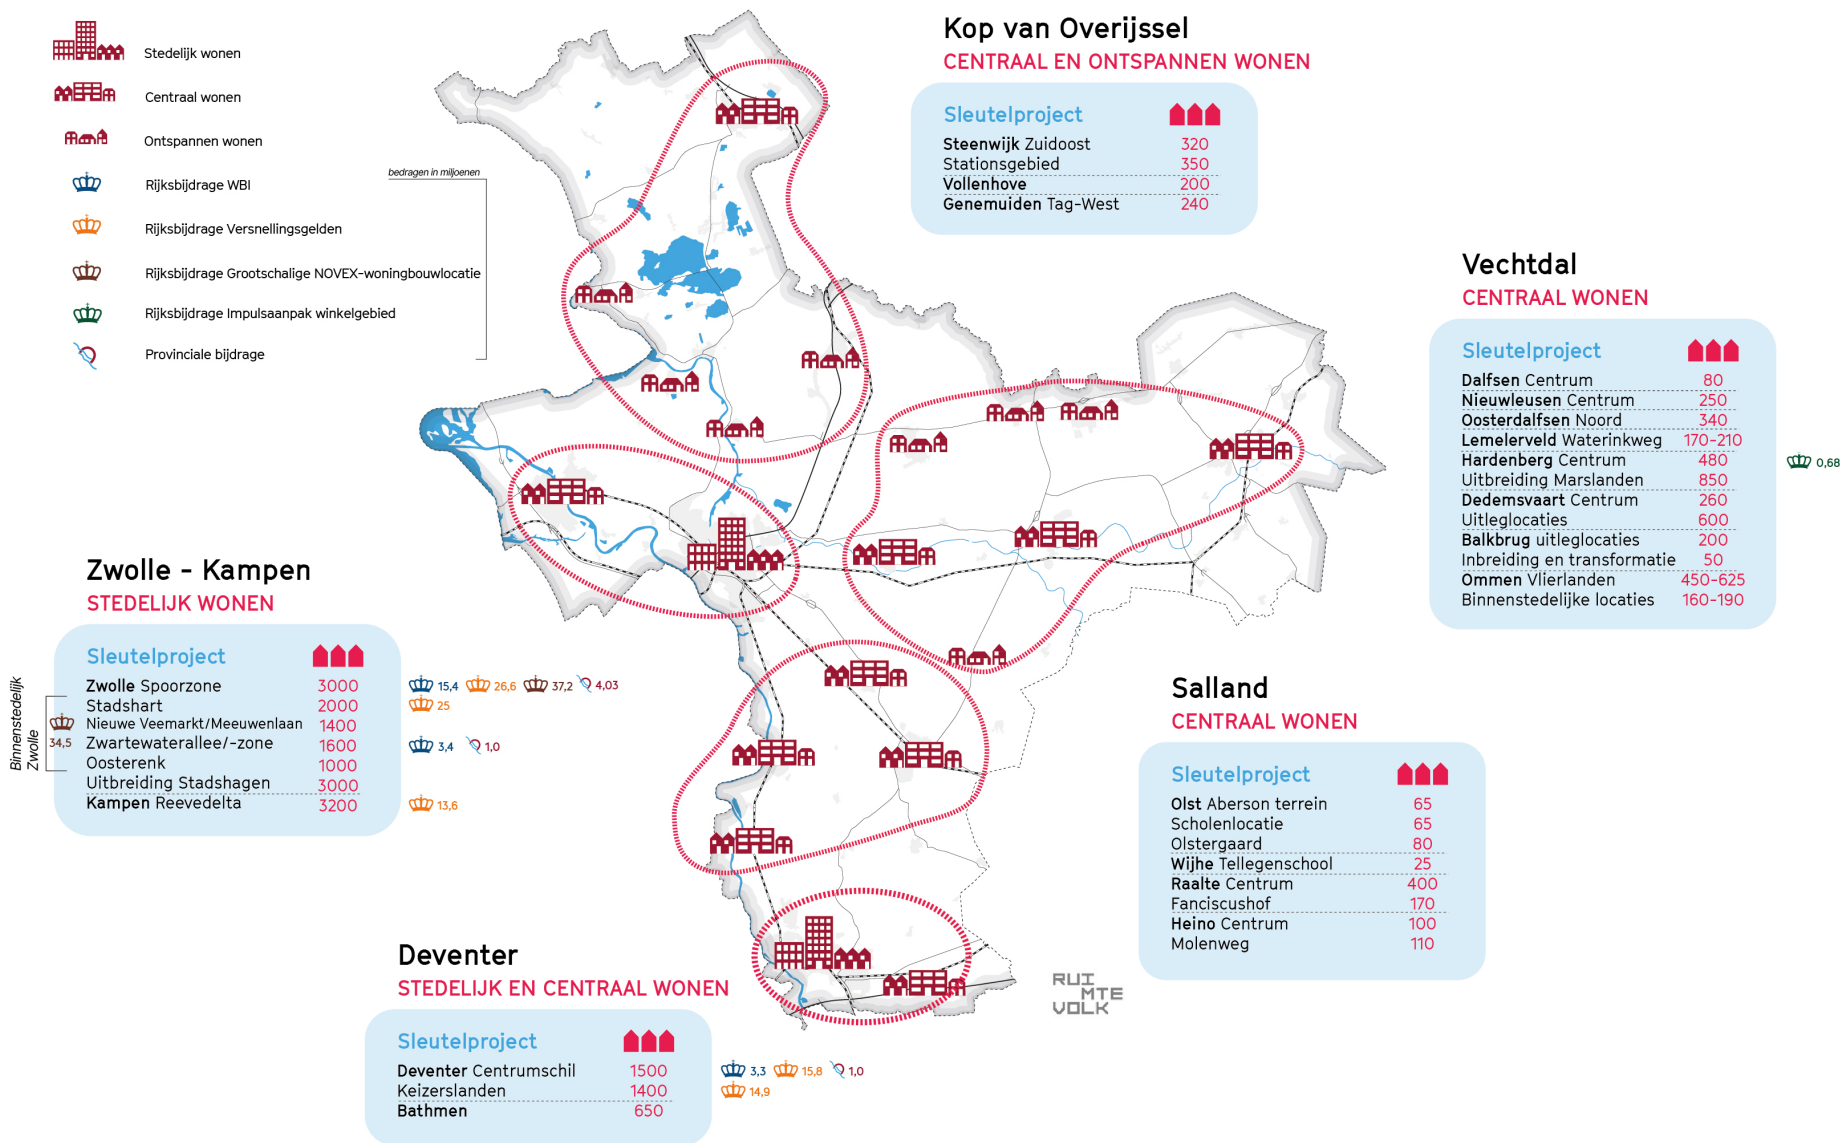 Stedelijk wonen
Centraal wonen
Ontspannen wonen
bedragen in miljoenen
Rijksbijdrage WBI
Rijksbijdrage Versnellingsgelden
Rijksbijdrage Grootschalige NOVEX-woningbouwlocatie
Rijksbijdrage Impulsaanpak winkelgebied
Provinciale bijdrage
Kop van Overijssel
CENTRAAL EN ONTSPANNEN WONEN
Sleutelproject
Steenwijk Zuidoost 320
Stationsgebied 350
Vollenhove 200
Genemuiden Tag-West 240
Vechtdal
CENTRAAL WONEN
Sleutelproject
Dalfsen Centrum 80
Nieuwleusen Centrum 250
Oosterdalfsen Noord 340
Lemelerveld Waterinkweg 170-210
Hardenberg Centrum 480 0,68
Uitbreiding Marslanden 850
Dedemsvaart Centrum 260
Uitleglocaties 600
Balkbrug uitleglocaties 200
Inbreiding en transformatie 50
Ommen Vlierlanden 450-625
Binnenstedelijke locaties 160-190
Zwolle - Kampen
STEDELIJK WONEN
Sleutelproject
Zwolle Spoorzone 3000 15,4 26,6 37,2 4,03
Stadshart 2000 25
Nieuwe Veemarkt/Meeuwenlaan 1400
Zwartewaterallee/-zone 1600 3,4 1,0
Oosterenk 1000
Uitbreiding Stadshagen 3000
Kampen Reevedelta 3200 13,6
Binnenstedelijk
Zwolle
34,5
Salland
CENTRAAL WONEN
Sleutelproject
Olst Aberson terrein 65
Scholenlocatie 65
Olstergaard 80
Wijhe Tellegenschool 25
Raalte Centrum 400
Fanciscushof 170
Heino Centrum 100
Molenweg 110
Deventer
STEDELIJK EN CENTRAAL WONEN
Sleutelproject
Deventer Centrumschil 1500 3,3 15,8 1,0
Keizerslanden 1400 14,9
Bathmen 650
RUI
MTE
VOLK